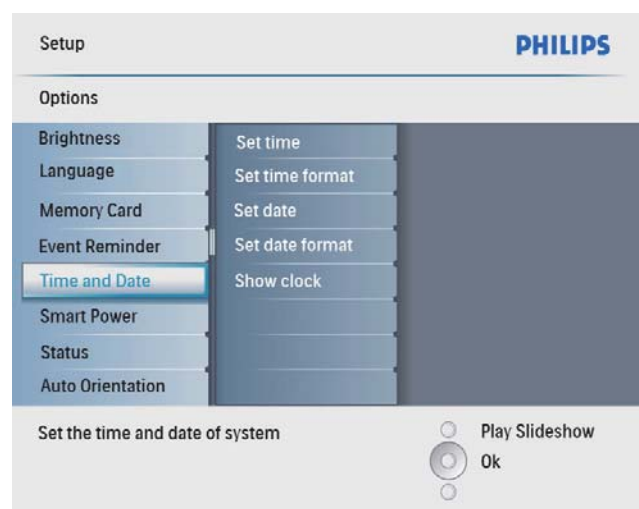 Setup
PHILIPS
Options
Brightness
Language
Memory Card
Event Reminder
Time and Date
Smart Power
Status
Auto Orientation
Set time
Set time format
Set date
Set date format
Show clock
Set the time and date of system
Play Slideshow
Ok